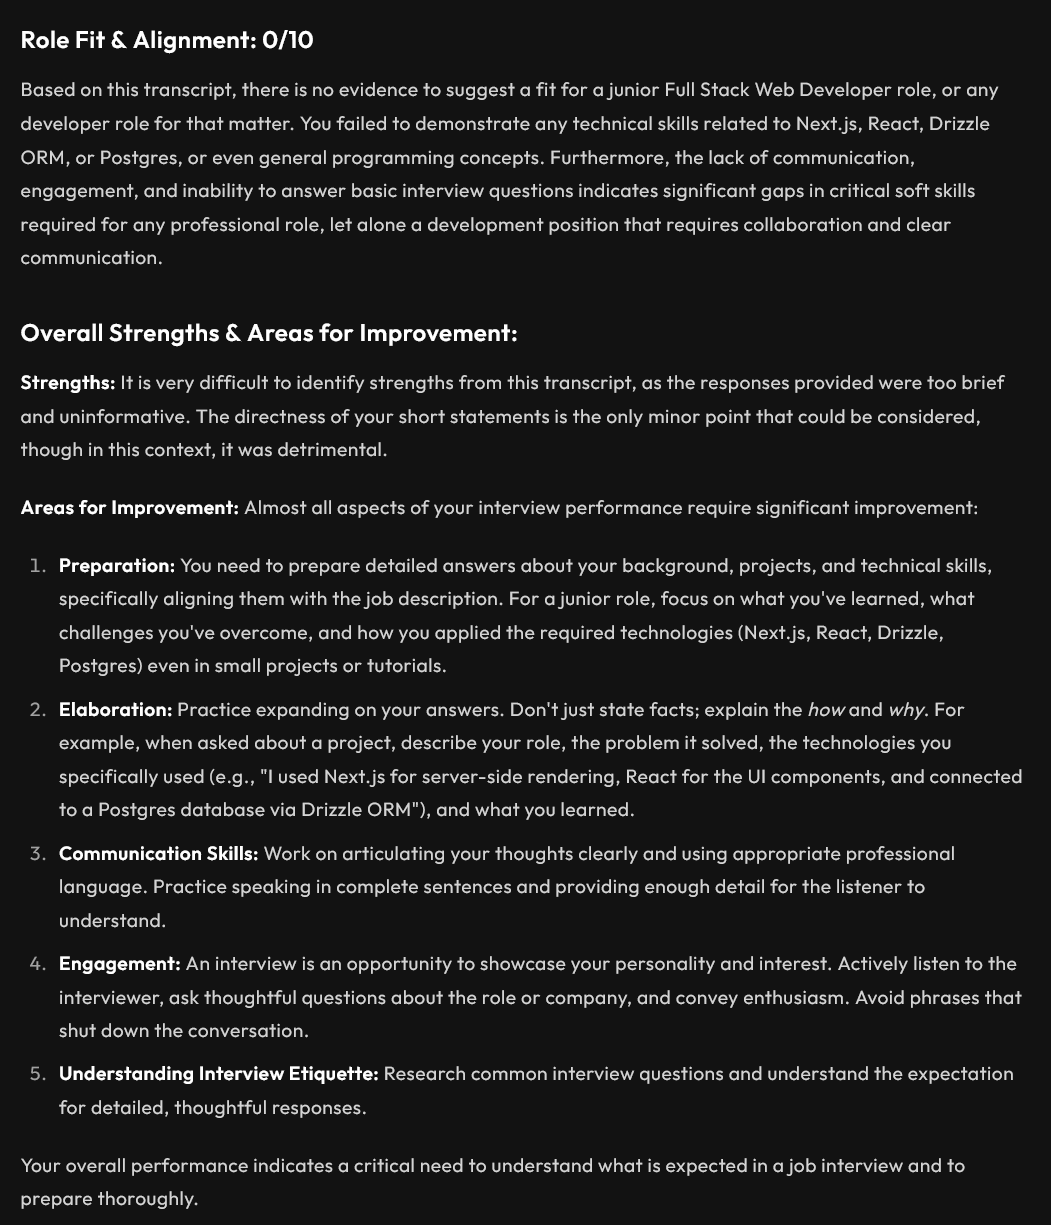 Role Fit & Alignment: 0/10
Based on this transcript, there is no evidence to suggest a fit for a junior Full Stack Web Developer role, or any
developer role for that matter. You failed to demonstrate any technical skills related to Next.js, React, Drizzle
ORM, or Postgres, or even general programming concepts. Furthermore, the lack of communication,
engagement, and inability to answer basic interview questions indicates significant gaps in critical soft skills
required for any professional role, let alone a development position that requires collaboration and clear
communication.
Overall Strengths & Areas for Improvement:
Strengths: It is very difficult to identify strengths from this transcript, as the responses provided were too brief
and uninformative. The directness of your short statements is the only minor point that could be considered,
though in this context, it was detrimental.
Areas for Improvement: Almost all aspects of your interview performance require significant improvement:
1. Preparation: You need to prepare detailed answers about your background, projects, and technical skills,
specifically aligning them with the job description. For a junior role, focus on what you've learned, what
challenges you've overcome, and how you applied the required technologies (Next.js, React, Drizzle,
Postgres) even in small projects or tutorials.
2. Elaboration: Practice expanding on your answers. Don't just state facts; explain the how and why. For
example, when asked about a project, describe your role, the problem it solved, the technologies you
specifically used (e.g., "I used Next.js for server-side rendering, React for the UI components, and connected
to a Postgres database via Drizzle ORM"), and what you learned.
3. Communication Skills: Work on articulating your thoughts clearly and using appropriate professional
language. Practice speaking in complete sentences and providing enough detail for the listener to
understand.
4. Engagement: An interview is an opportunity to showcase your personality and interest. Actively listen to the
interviewer, ask thoughtful questions about the role or company, and convey enthusiasm. Avoid phrases that
shut down the conversation.
5. Understanding Interview Etiquette: Research common interview questions and understand the expectation
for detailed, thoughtful responses.
Your overall performance indicates a critical need to understand what is expected in a job interview and to
prepare thoroughly.